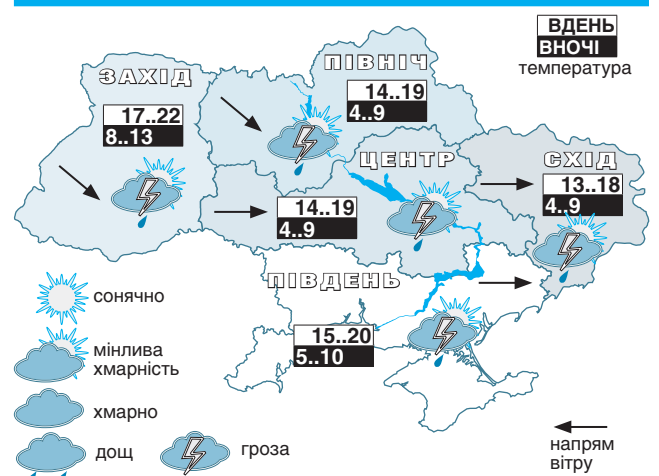 ВДЕНЬ
ВНОЧІ
температура
ЗАХІД
17..22
8..13
ПІВНІЧ
14..19
4..9
ЦЕНТР
14..19
4..9
СХІД
13..18
4..9
ПІВДЕНЬ
15..20
5..10
сонячно
мінлива
хмарність
хмарно
дощ
гроза
напрям
вітру